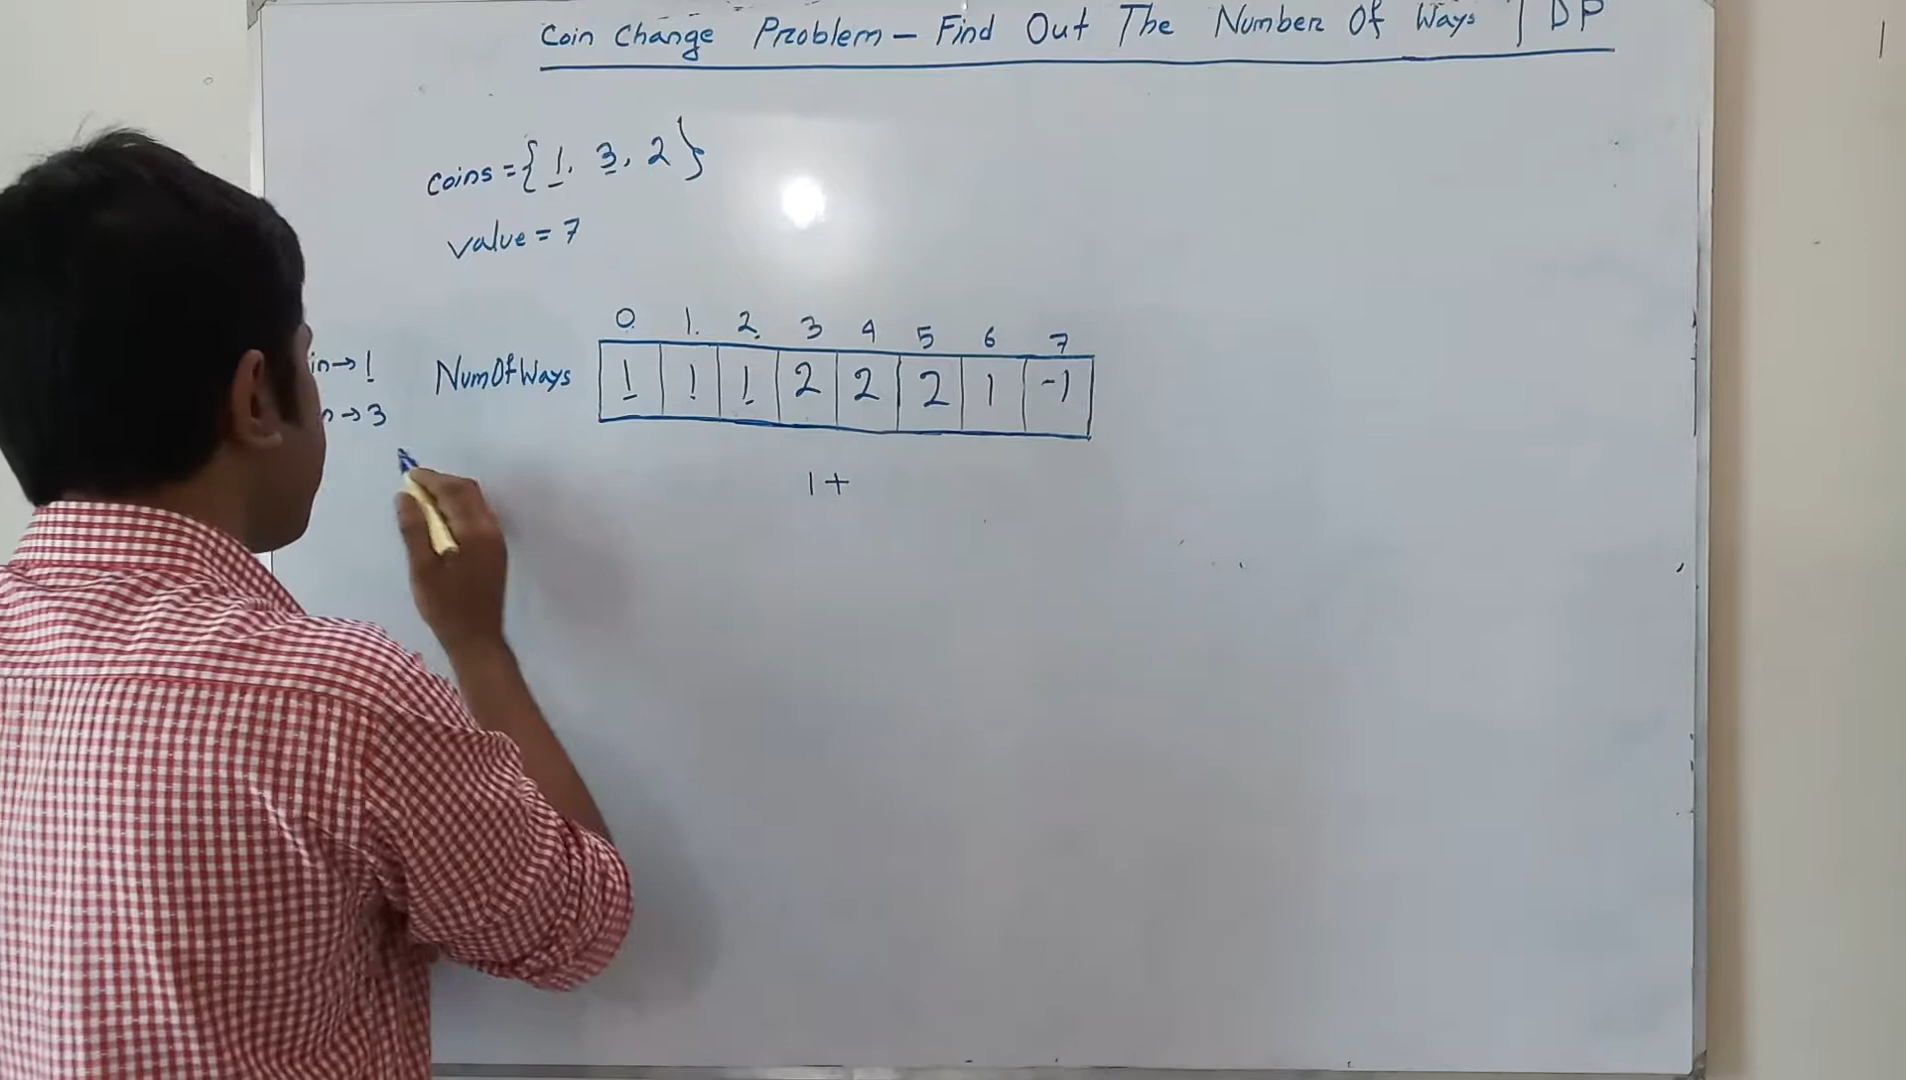 Coin Change Problem - Find Out The Number Of Ways | DP
coins = { 1, 3, 2 }
value = 7
0 1 2 3 4 5 6 7
in → 1
NumOfWays 1 1 1 2 2 2 1 -1
n → 3
1 +